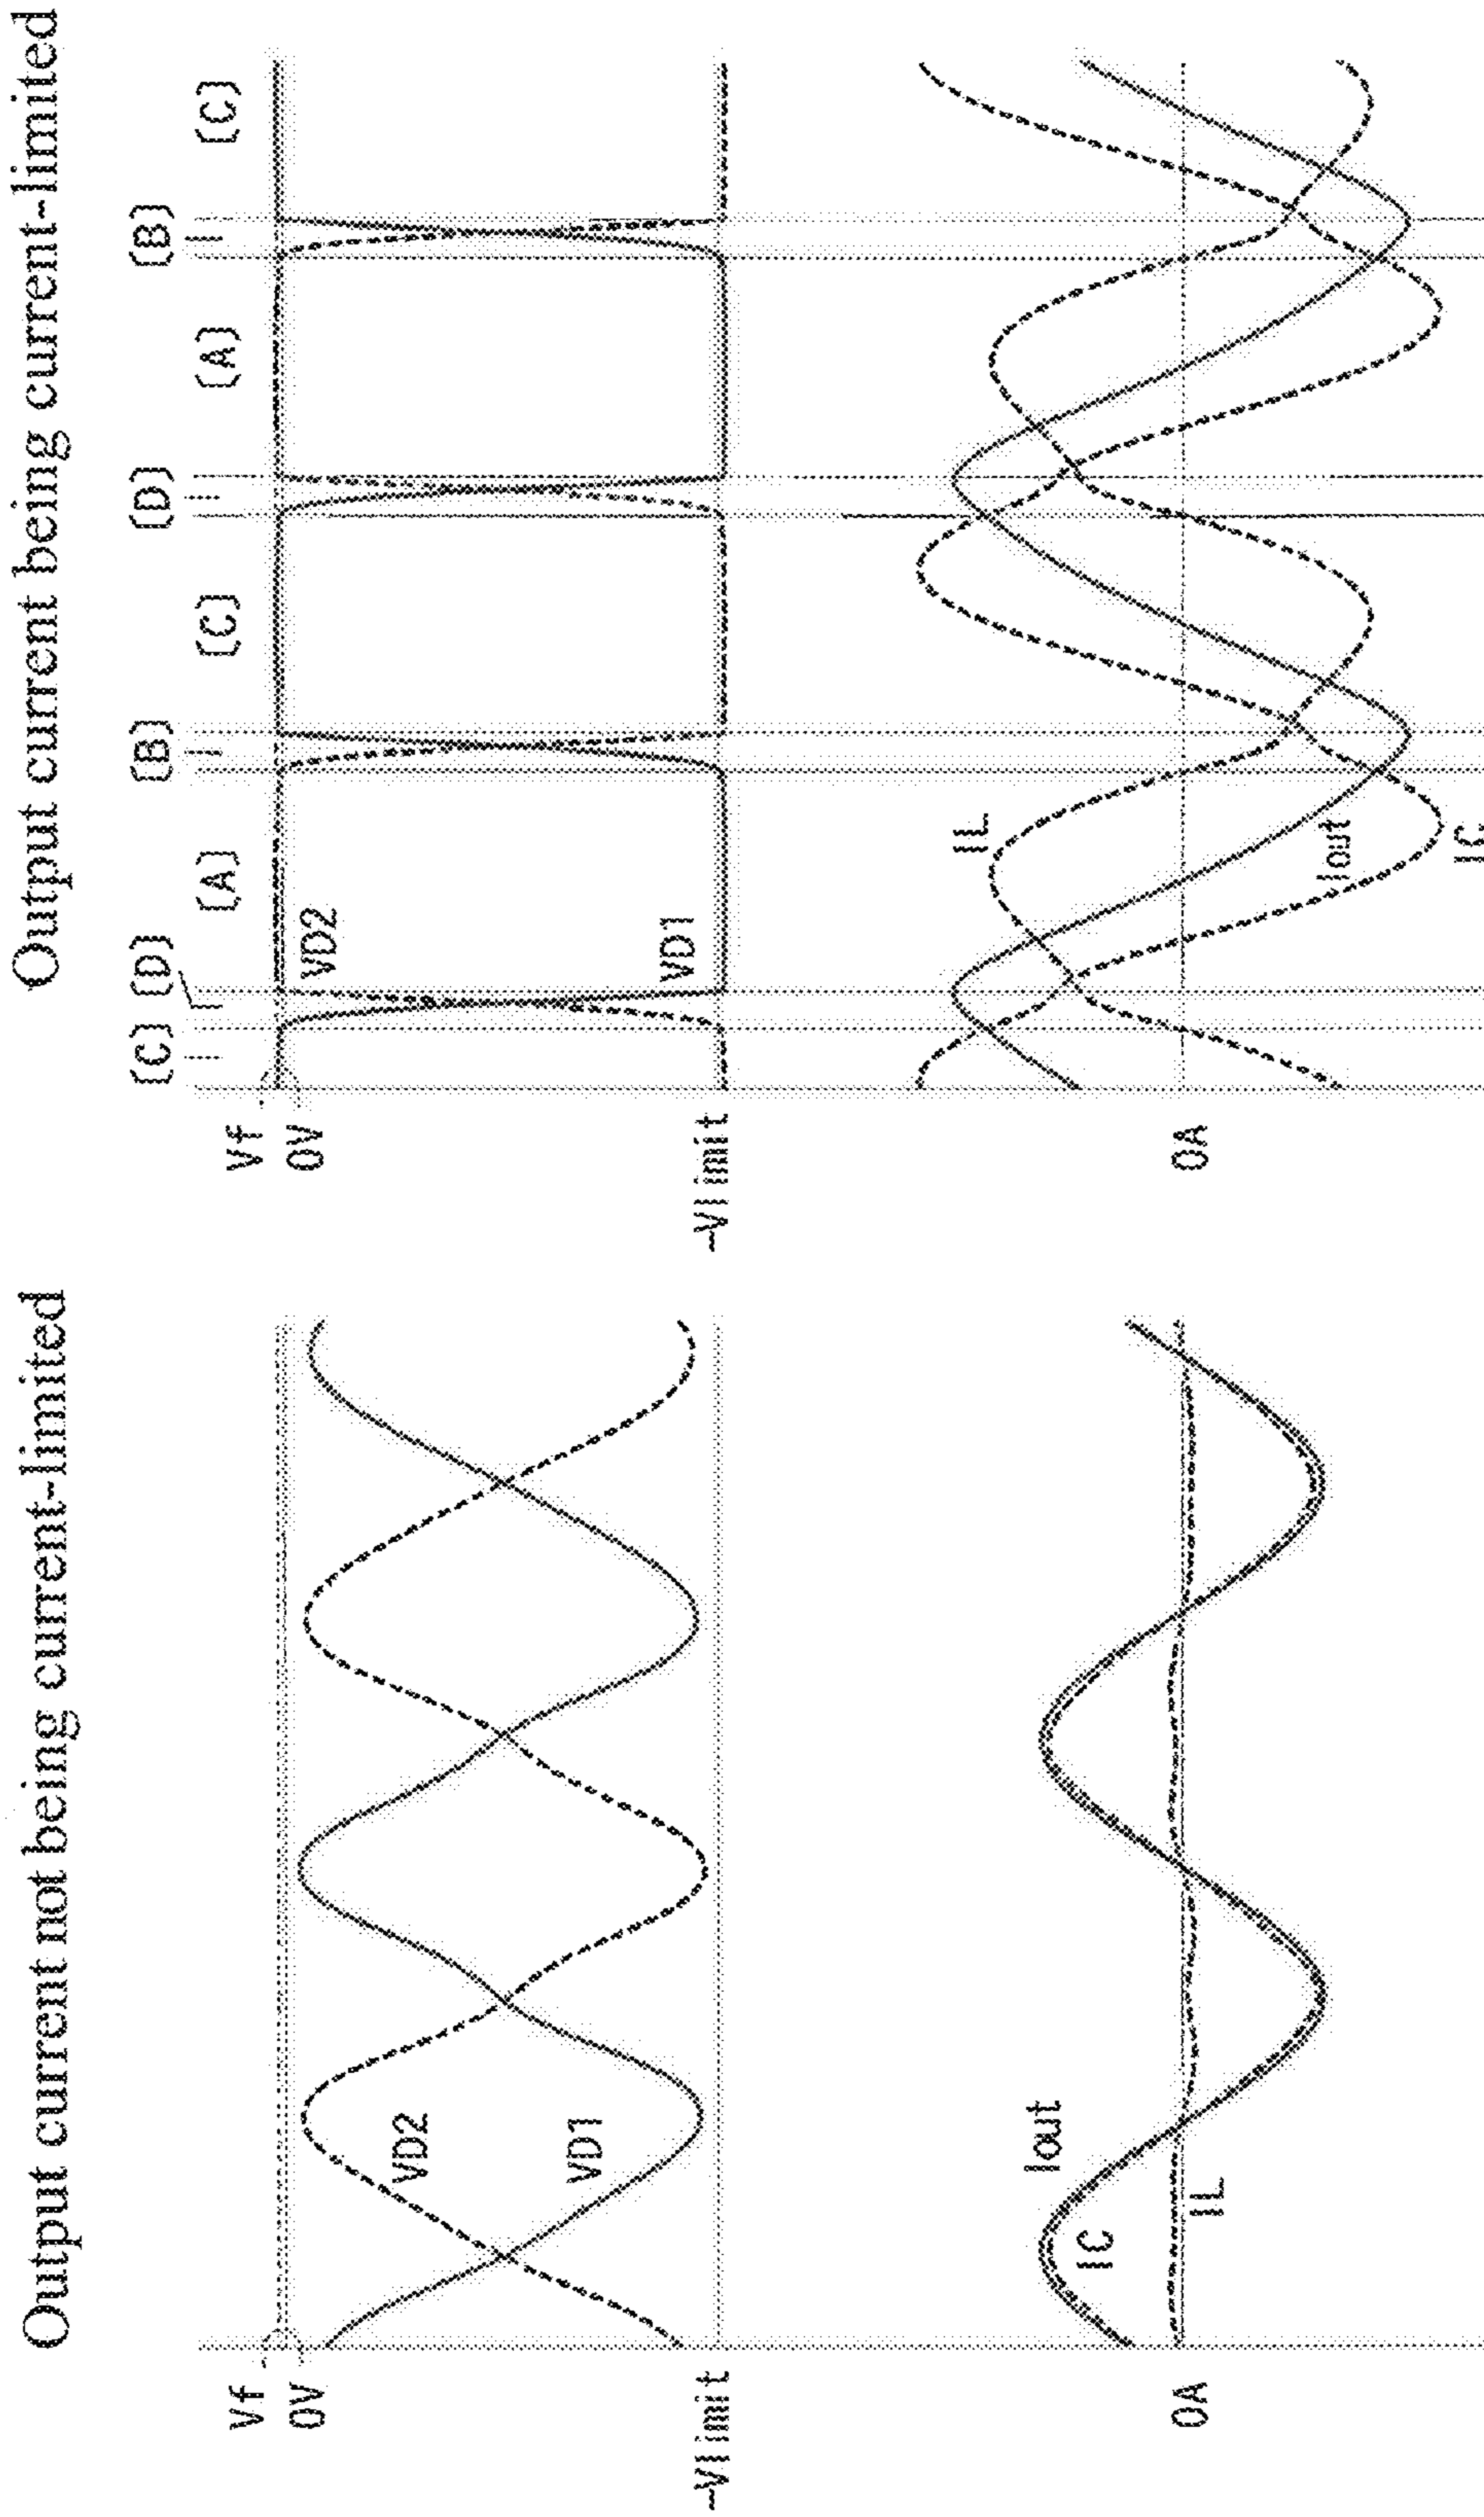 Output current not being current-limited
Vf
0V
VD2
VD1
-Vlimit
Iout
IC
0A
IL
Output current being current-limited
[C] [D] [B] [D] [B]
[A] [C] [A] [C]
Vf
0V
VD2
VD1
-Vlimit
IL
0A
Iout
IC